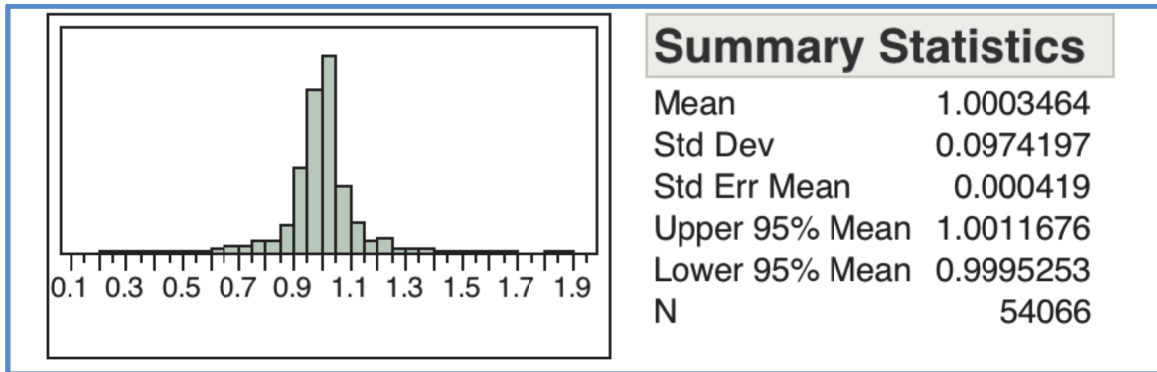 0.1 0.3 0.5 0.7 0.9 1.1 1.3 1.5 1.7 1.9
Summary Statistics
Mean 1.0003464
Std Dev 0.0974197
Std Err Mean 0.000419
Upper 95% Mean 1.0011676
Lower 95% Mean 0.9995253
N 54066